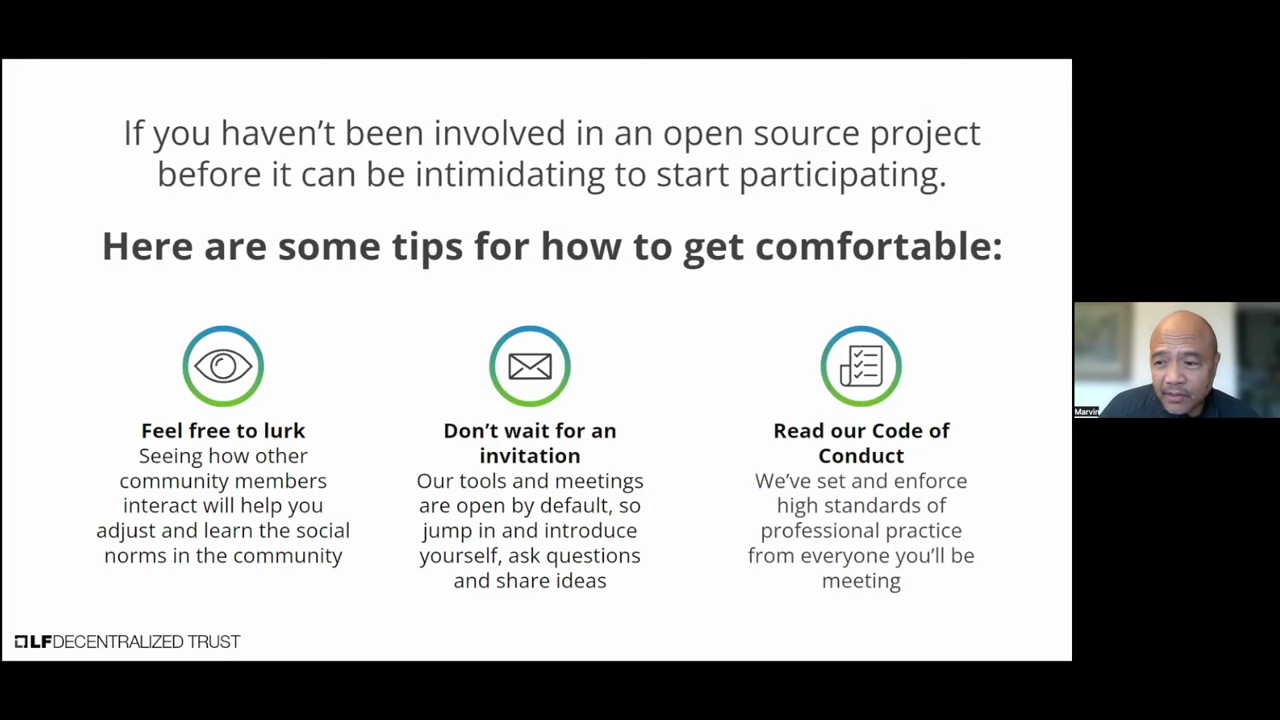 If you haven't been involved in an open source project
before it can be intimidating to start participating.
Here are some tips for how to get comfortable:
Feel free to lurk
Seeing how other
community members
interact will help you
adjust and learn the social
norms in the community
Don't wait for an
invitation
Our tools and meetings
are open by default, so
jump in and introduce
yourself, ask questions
and share ideas
Read our Code of
Conduct
We've set and enforce
high standards of
professional practice
from everyone you'll be
meeting
LFDECENTRALIZED TRUST
Marvin